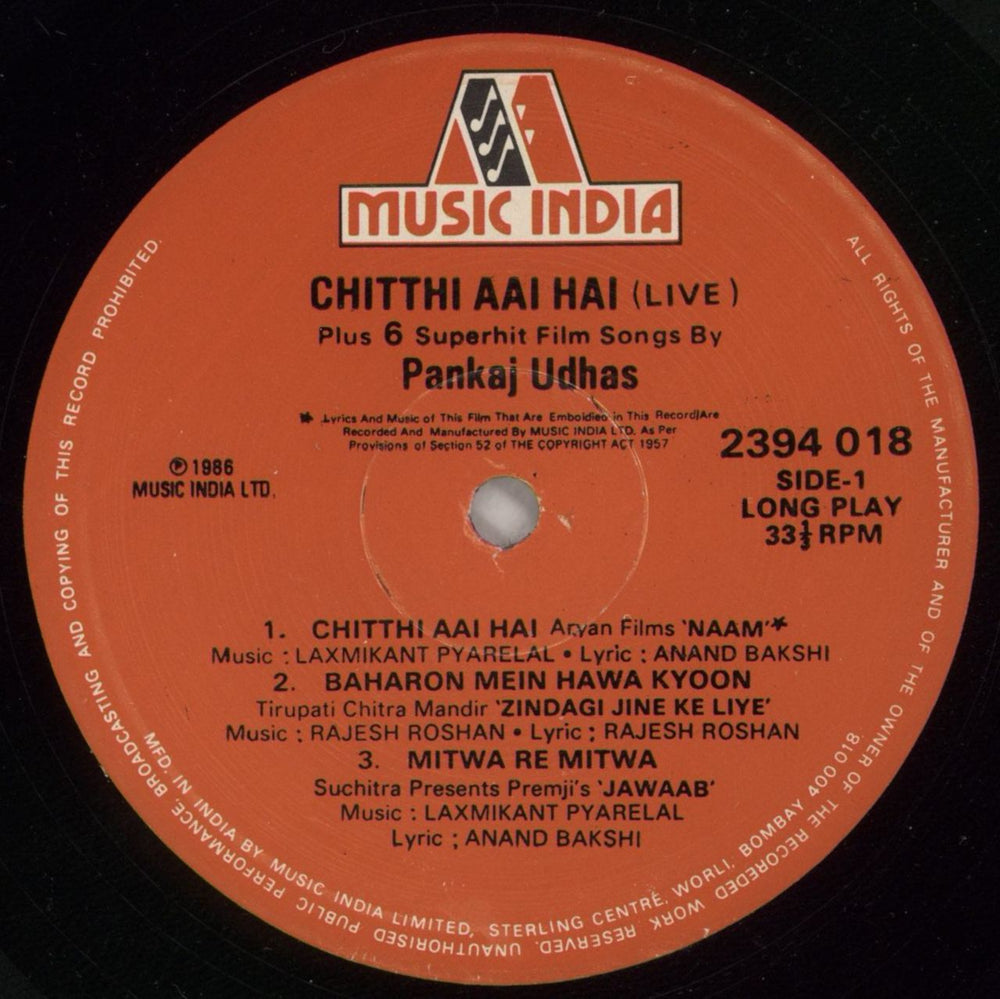 MUSIC INDIA
CHITTHI AAI HAI (LIVE)
Plus 6 Superhit Film Songs By
Pankaj Udhas
* Lyrics And Music of This Film That Are Emboidied in This Record/Are
Recorded And Manufactured By MUSIC INDIA LTD. As Per
Provisions of Section 52 of THE COPYRIGHT ACT 1957
℗ 1986
MUSIC INDIA LTD.
2394 018
SIDE-1
LONG PLAY
33⅓ RPM
1. CHITTHI AAI HAI Aryan Films 'NAAM'*
Music : LAXMIKANT PYARELAL • Lyric : ANAND BAKSHI
2. BAHARON MEIN HAWA KYOON
Tirupati Chitra Mandir 'ZINDAGI JINE KE LIYE'
Music : RAJESH ROSHAN • Lyric : RAJESH ROSHAN
3. MITWA RE MITWA
Suchitra Presents Premji's 'JAWAAB'
Music : LAXMIKANT PYARELAL
Lyric : ANAND BAKSHI
MFD. IN INDIA BY MUSIC INDIA LIMITED, STERLING CENTRE, WORLI, BOMBAY 400 018.
ALL RIGHTS OF THE MANUFACTURER AND OF THE OWNER OF THE RECOREDED WORK RESERVED. UNAUTHORISED PUBLIC PERFORMANCE, BROADCASTING AND COPYING OF THIS RECORD PROHIBITED.